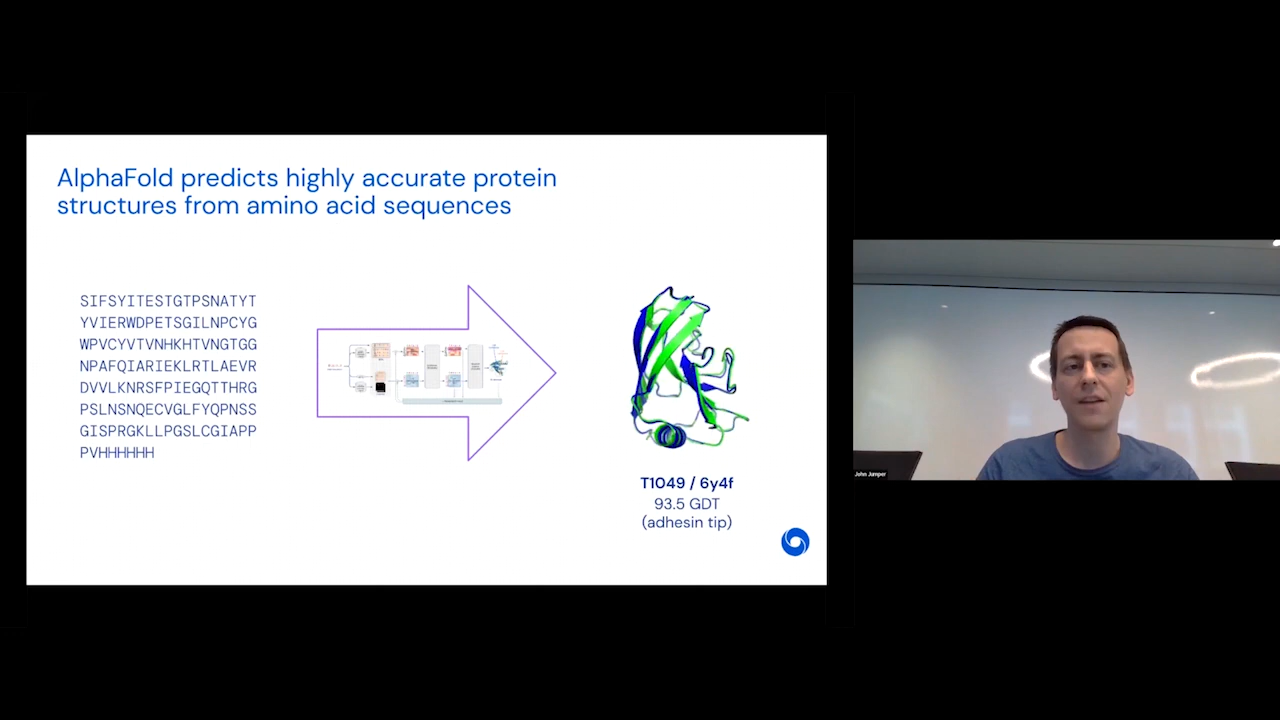 AlphaFold predicts highly accurate protein
structures from amino acid sequences
SIFSYITESTGTPSNATYT
YVIERWDPETSGILNPCYG
WPVCYVTVNHKHTVNGTGG
NPAFQIARIEKLRTLAEVR
DVVLKNRSFPIEGQTTHRG
PSLNSNQECVGLFYQPNSS
GISPRGKLLPGSLCGIAPP
PVHHHHHH
T1049 / 6y4f
93.5 GDT
(adhesin tip)
John Jumper